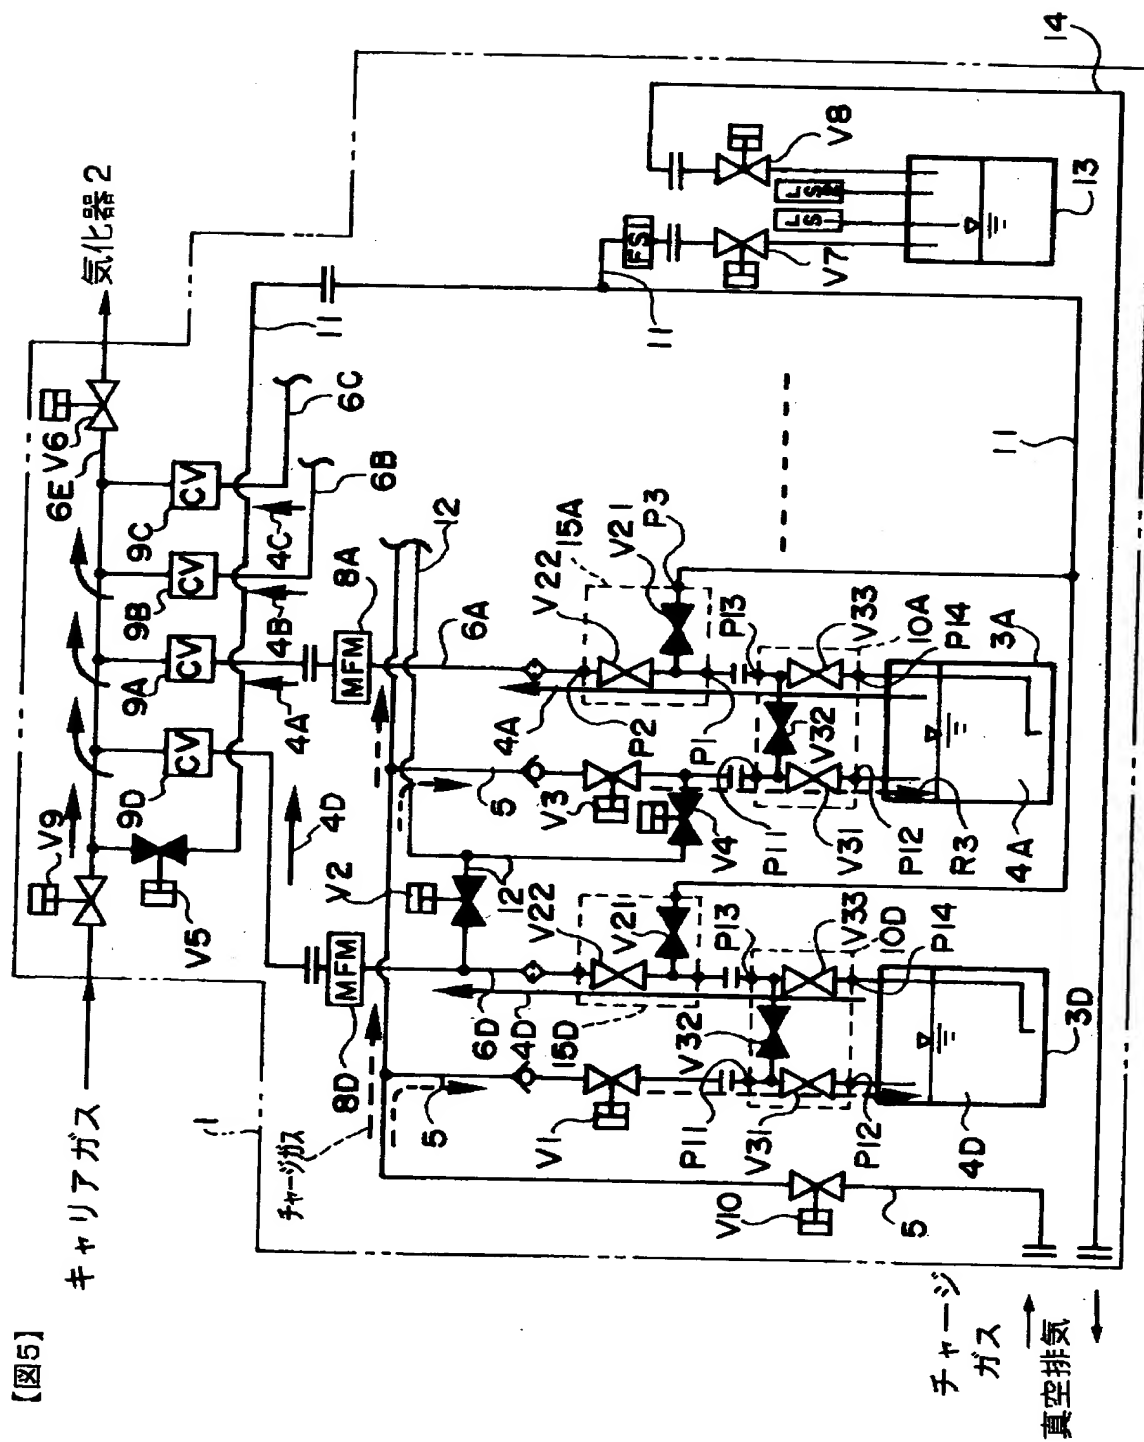 【図5】
キャリアガス
チャージガス
チャージ
ガス
真空排気
気化器2
1
V9
V5
9D
CV
9A
CV
9B
CV
9C
CV
6E
V6
4D
4A
4B
4C
6B
6C
11
8D
MFM
8A
MFM
V2
12
12
5
5
6D
4D
15D
V22
V21
6A
4A
P2
V22
15A
V21
P3
P1
V1
V3
V4
P11
V31
V32
P13
V33
10D
P14
P12
4D
3D
P11
V31
V32
P13
V33
10A
P14
P12
R3
4A
3A
V10
5
11
11
FS
V7
V8
LS
LS
13
14